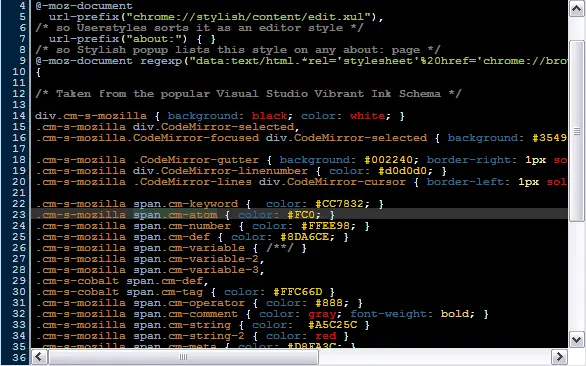 4 @-moz-document
5 url-prefix("chrome://stylish/content/edit.xul"),
6 /* so Userstyles sorts it as an editor style */
7 url-prefix("about:") { }
8 /* so Stylish popup lists this style on any about: page */
9 @-moz-document regexp("data:text/html.*rel='stylesheet'%20href='chrome://bro
10 {
11
12 /* Taken from the popular Visual Studio Vibrant Ink Schema */
13
14 div.cm-s-mozilla { background: black; color: white; }
15 .cm-s-mozilla div.CodeMirror-selected,
16 .cm-s-mozilla.CodeMirror-focused div.CodeMirror-selected { background: #3549
17
18 .cm-s-mozilla .CodeMirror-gutter { background: #002240; border-right: 1px so
19 .cm-s-mozilla div.CodeMirror-linenumber { color: #d0d0d0; }
20 .cm-s-mozilla .CodeMirror-lines div.CodeMirror-cursor { border-left: 1px sol
21
22 .cm-s-mozilla span.cm-keyword { color: #CC7832; }
23 .cm-s-mozilla span.cm-atom { color: #FC0; }
24 .cm-s-mozilla span.cm-number { color: #FFEE98; }
25 .cm-s-mozilla span.cm-def { color: #8DA6CE; }
26 .cm-s-mozilla span.cm-variable { /**/ }
27 .cm-s-mozilla span.cm-variable-2,
28 .cm-s-mozilla span.cm-variable-3,
29 .cm-s-cobalt span.cm-def,
30 .cm-s-cobalt span.cm-tag { color: #FFC66D }
31 .cm-s-mozilla span.cm-operator { color: #888; }
32 .cm-s-mozilla span.cm-comment { color: gray; font-weight: bold; }
33 .cm-s-mozilla span.cm-string { color: #A5C25C }
34 .cm-s-mozilla span.cm-string-2 { color: red }
35 .cm-s-mozilla span.cm-meta { color: #D8FA3C; }
36